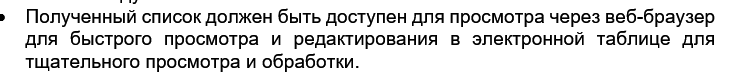 • Полученный список должен быть доступен для просмотра через веб-браузер
для быстрого просмотра и редактирования в электронной таблице для
тщательного просмотра и обработки.